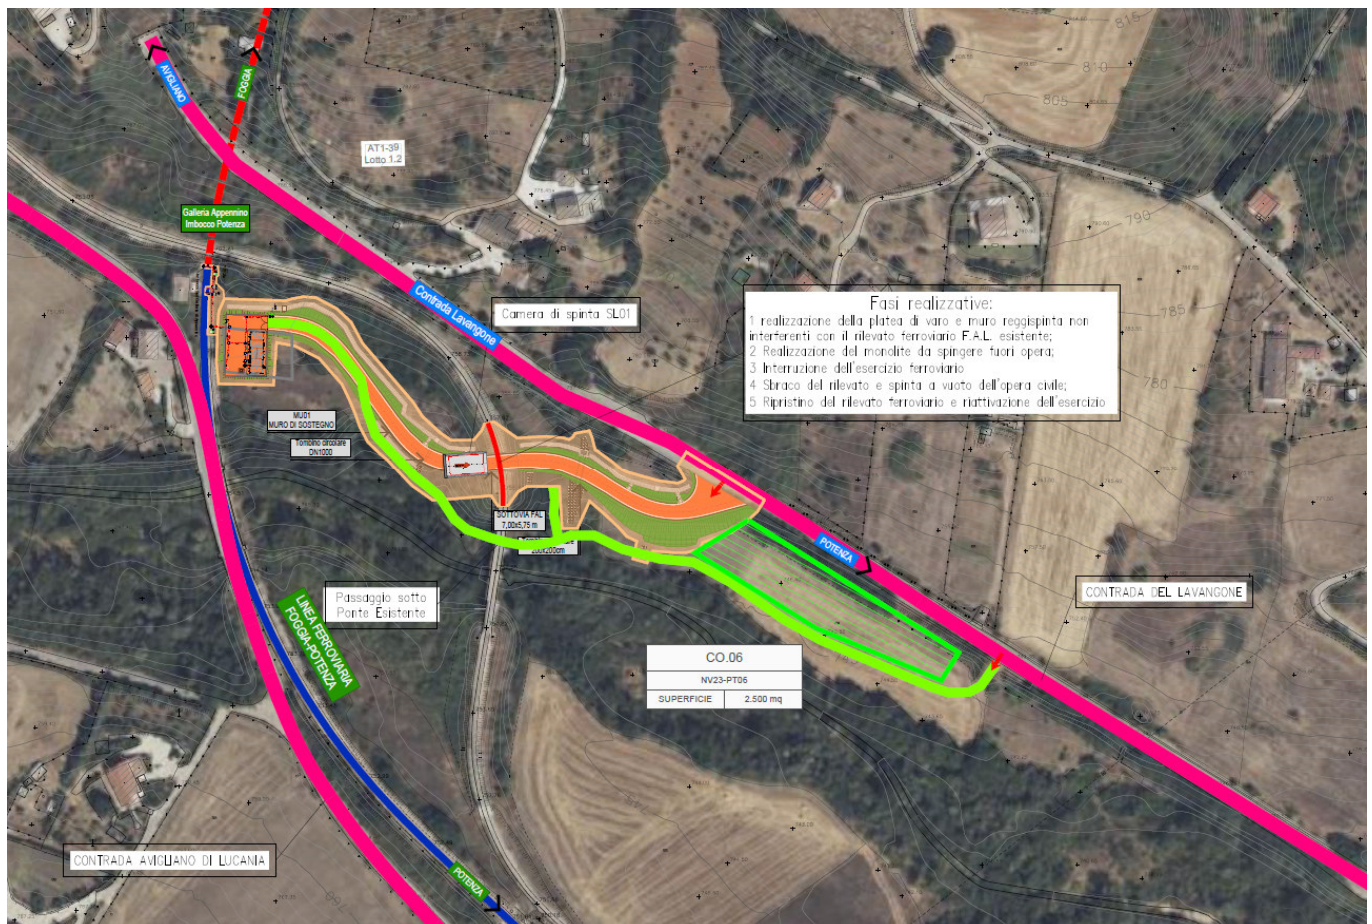 AVIGLIANO
FOGGIA
AT1-39
Lotto 1.2
Galleria Appennino
Imbocco Potenza
Contrada Lavangone
Camera di spinta SL01
Fasi realizzative:
1 realizzazione della platea di varo e muro reggispinta non
interferenti con il rilevato ferroviario F.A.L. esistente;
2 Realizzazione del monolite da spingere fuori opera;
3 Interruzione dell'esercizio ferroviario
4 Sbraco del rilevato e spinta a vuoto dell'opera civile;
5 Ripristino del rilevato ferroviario e riattivazione dell'esercizio
815
810
805
790
785
780
MU01
MURO DI SOSTEGNO
Tombino circolare
DN1000
SOTTOVIA FAL
7,00x5,75 m
200x200cm
POTENZA
CONTRADA DEL LAVANGONE
Passaggio sotto
Ponte Esistente
LINEA FERROVIARIA
FOGGIA-POTENZA
CO.06
NV23-PT06
SUPERFICIE 2.500 mq
CONTRADA AVIGLIANO DI LUCANIA
POTENZA